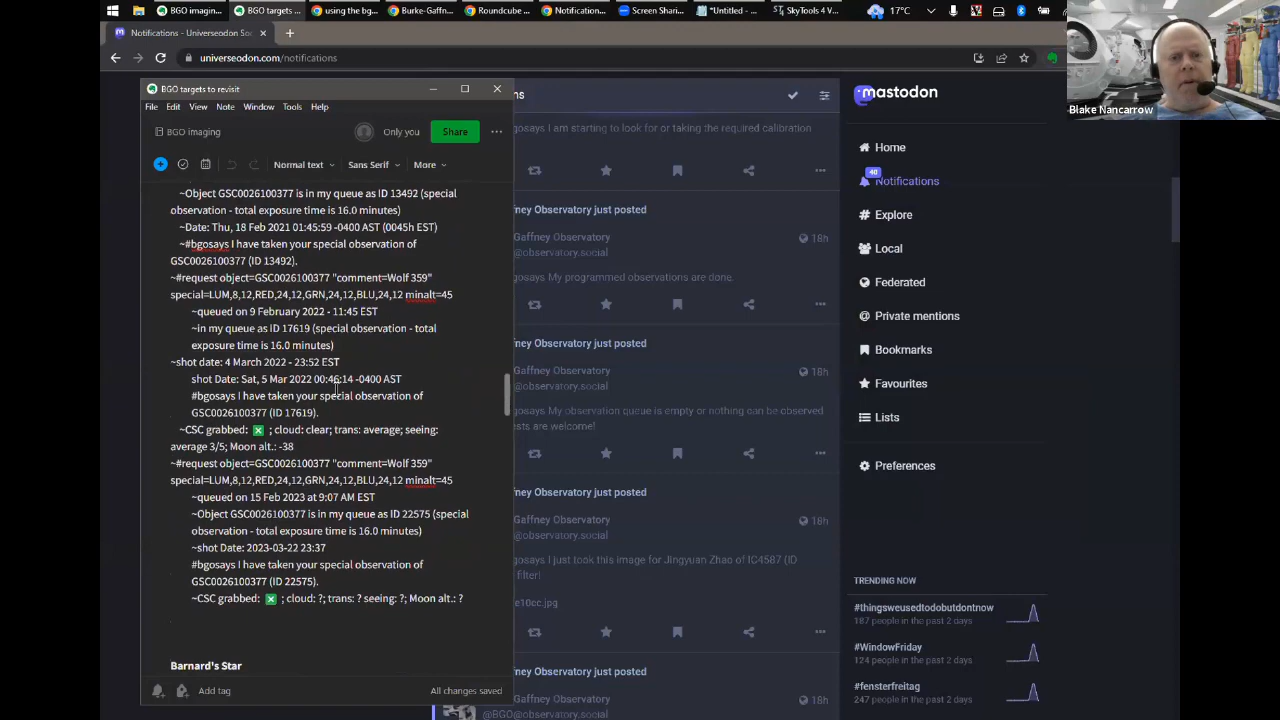 BGO imagin...
BGO targets ...
using the bg...
Burke-Gaffn...
Roundcube ...
Notification...
Screen Shari...
*Untitled - ...
SkyTools 4 V...
17°C
Notifications - Universeodon Soc
universeodon.com/notifications
Blake Nancarrow
BGO targets to revisit
File Edit View Note Window Tools Help
BGO imaging
Only you
Share
Normal text
Sans Serif
More
~Object GSC0026100377 is in my queue as ID 13492 (special
observation - total exposure time is 16.0 minutes)
~Date: Thu, 18 Feb 2021 01:45:59 -0400 AST (0045h EST)
~#bgosays I have taken your special observation of
GSC0026100377 (ID 13492).
~#request object=GSC0026100377 "comment=Wolf 359"
special=LUM,8,12,RED,24,12,GRN,24,12,BLU,24,12 minalt=45
~queued on 9 February 2022 - 11:45 EST
~in my queue as ID 17619 (special observation - total
exposure time is 16.0 minutes)
~shot date: 4 March 2022 - 23:52 EST
shot Date: Sat, 5 Mar 2022 00:46:14 -0400 AST
#bgosays I have taken your special observation of
GSC0026100377 (ID 17619).
~CSC grabbed: ; cloud: clear; trans: average; seeing:
average 3/5; Moon alt.: -38
~#request object=GSC0026100377 "comment=Wolf 359"
special=LUM,8,12,RED,24,12,GRN,24,12,BLU,24,12 minalt=45
~queued on 15 Feb 2023 at 9:07 AM EST
~Object GSC0026100377 is in my queue as ID 22575 (special
observation - total exposure time is 16.0 minutes)
~shot Date: 2023-03-22 23:37
#bgosays I have taken your special observation of
GSC0026100377 (ID 22575).
~CSC grabbed: ; cloud: ?; trans: ? seeing: ?; Moon alt.: ?
Barnard's Star
Add tag
All changes saved
ns
gosays I am starting to look for or taking the required calibration
ney Observatory just posted
Gaffney Observatory
@observatory.social
18h
gosays My programmed observations are done.
ney Observatory just posted
Gaffney Observatory
@observatory.social
18h
gosays My observation queue is empty or nothing can be observed
ests are welcome!
ney Observatory just posted
Gaffney Observatory
@observatory.social
18h
gosays I just took this image for Jingyuan Zhao of IC4587 (ID
filter!
e10cc.jpg
ney Observatory just posted
Gaffney Observatory
@BGO@observatory.social
18h
mastodon
Home
40
Notifications
Explore
Local
Federated
Private mentions
Bookmarks
Favourites
Lists
Preferences
TRENDING NOW
#thingsweusedtodobutdontnow
187 people in the past 2 days
#WindowFriday
124 people in the past 2 days
#fensterfreitag
247 people in the past 2 days